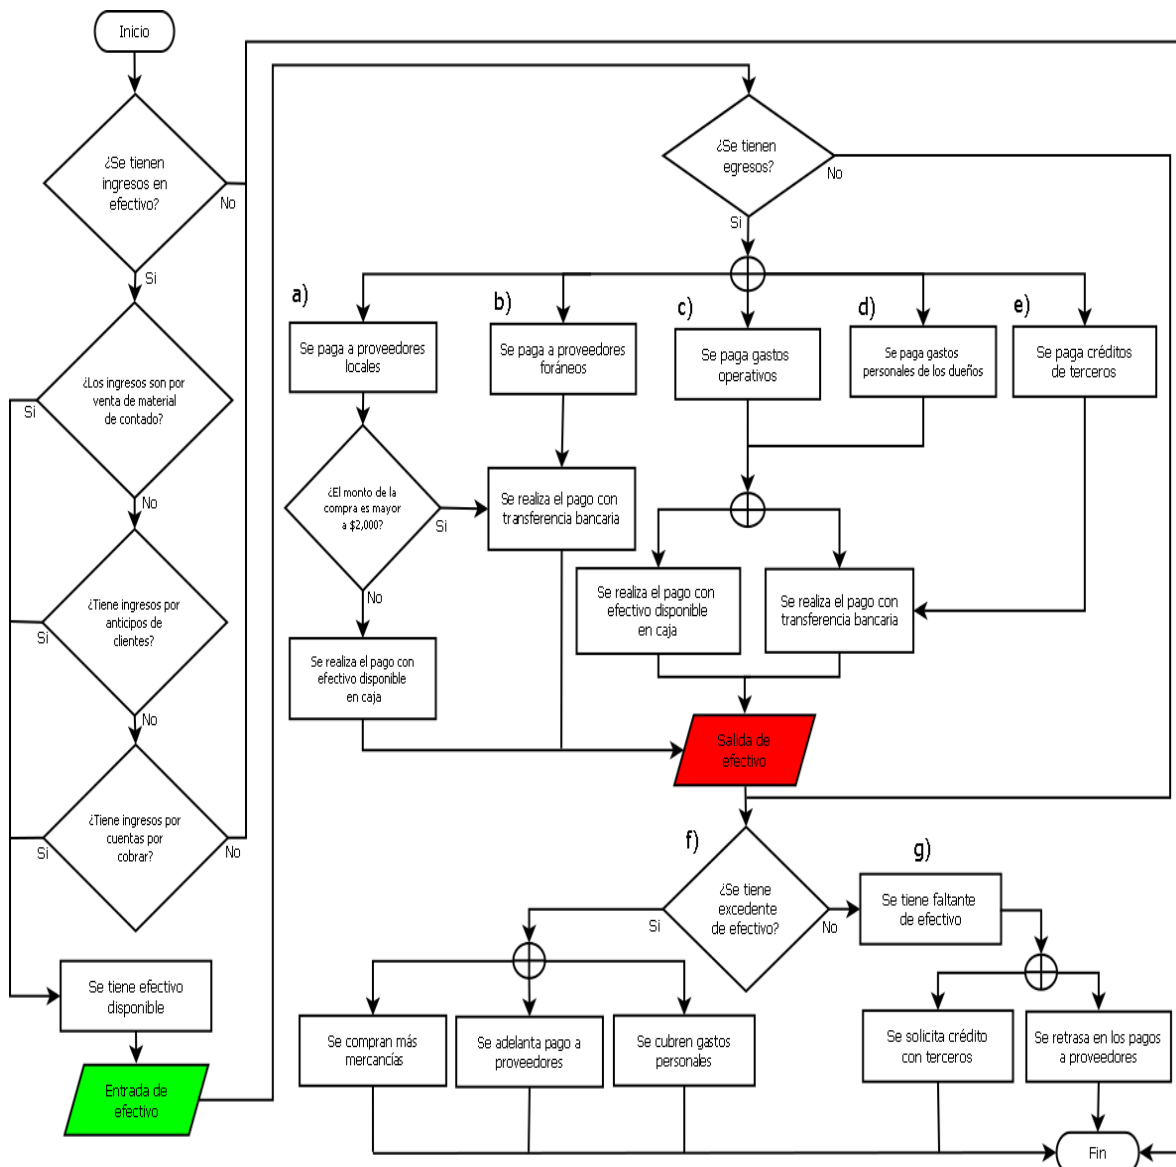 Inicio
¿Se tienen
ingresos en
efectivo?
No
Si
¿Los ingresos son por
venta de material
de contado?
Si
No
¿Tiene ingresos por
anticipos de
clientes?
Si
No
¿Tiene ingresos por
cuentas por
cobrar?
Si
No
Se tiene efectivo
disponible
Entrada de
efectivo
¿Se tienen
egresos?
No
Si
a)
Se paga a proveedores
locales
b)
Se paga a proveedores
foráneos
c)
Se paga gastos
operativos
d)
Se paga gastos
personales de los dueños
e)
Se paga créditos
de terceros
¿El monto de la
compra es mayor
a $2,000?
Si
No
Se realiza el pago con
transferencia bancaria
Se realiza el pago con
efectivo disponible
en caja
Se realiza el pago con
efectivo disponible
en caja
Se realiza el pago con
transferencia bancaria
Salida de
efectivo
f)
¿Se tiene
excedente
de efectivo?
Si
No
g)
Se tiene faltante
de efectivo
Se compran más
mercancías
Se adelanta pago a
proveedores
Se cubren gastos
personales
Se solicita crédito
con terceros
Se retrasa en los pagos
a proveedores
Fin